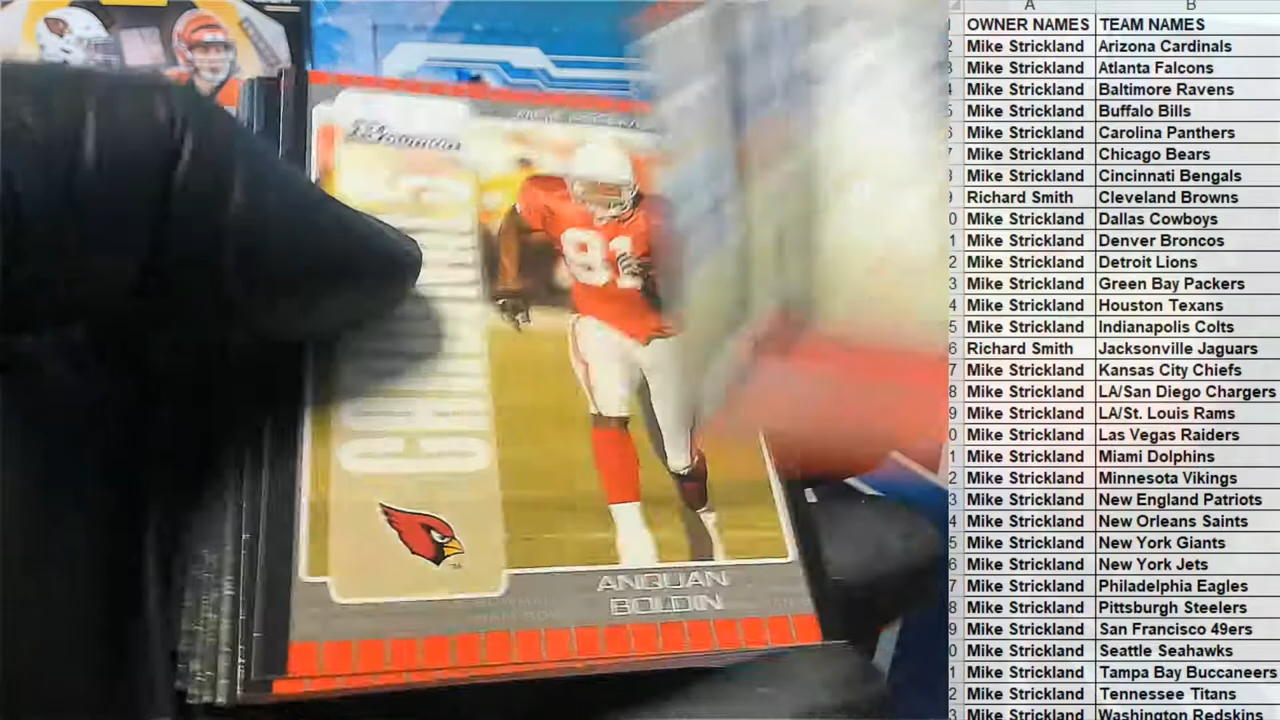 Bowman
CARDINALS
ANQUAN
BOLDIN
A B
OWNER NAMES TEAM NAMES
Mike Strickland Arizona Cardinals
Mike Strickland Atlanta Falcons
Mike Strickland Baltimore Ravens
Mike Strickland Buffalo Bills
Mike Strickland Carolina Panthers
Mike Strickland Chicago Bears
Mike Strickland Cincinnati Bengals
Richard Smith Cleveland Browns
Mike Strickland Dallas Cowboys
Mike Strickland Denver Broncos
Mike Strickland Detroit Lions
Mike Strickland Green Bay Packers
Mike Strickland Houston Texans
Mike Strickland Indianapolis Colts
Richard Smith Jacksonville Jaguars
Mike Strickland Kansas City Chiefs
Mike Strickland LA/San Diego Chargers
Mike Strickland LA/St. Louis Rams
Mike Strickland Las Vegas Raiders
Mike Strickland Miami Dolphins
Mike Strickland Minnesota Vikings
Mike Strickland New England Patriots
Mike Strickland New Orleans Saints
Mike Strickland New York Giants
Mike Strickland New York Jets
Mike Strickland Philadelphia Eagles
Mike Strickland Pittsburgh Steelers
Mike Strickland San Francisco 49ers
Mike Strickland Seattle Seahawks
Mike Strickland Tampa Bay Buccaneers
Mike Strickland Tennessee Titans
Mike Strickland Washington Redskins